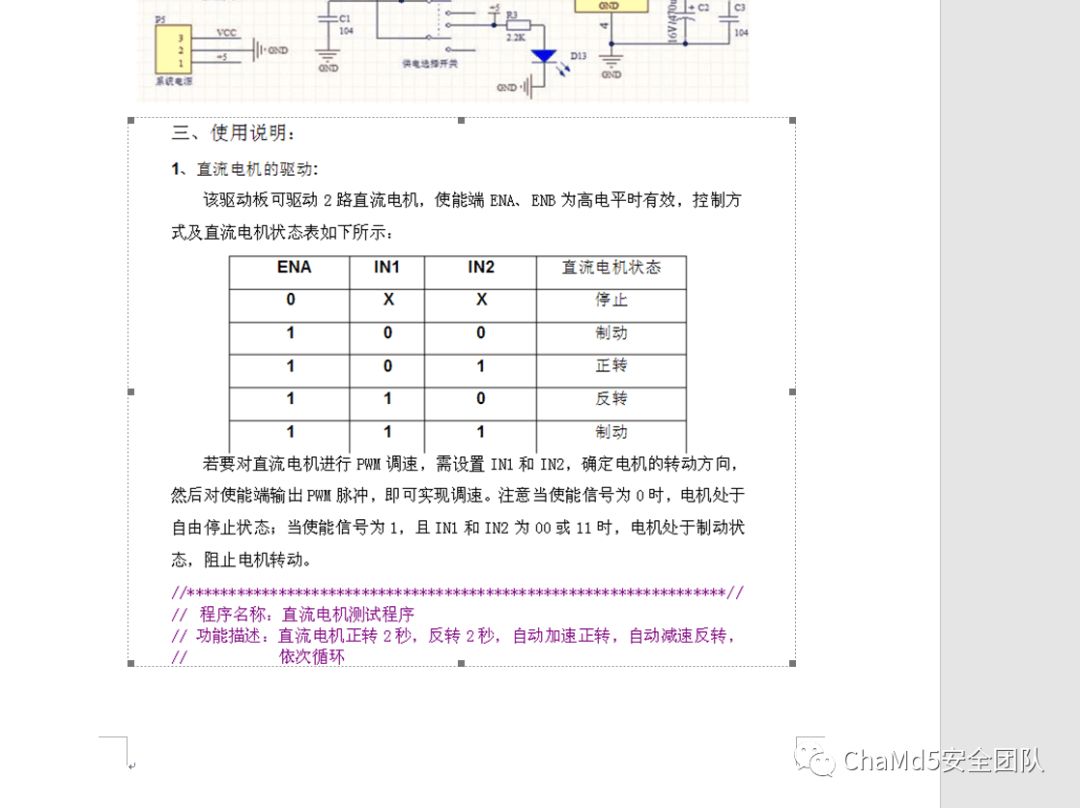 GND
+5
R3
2.2K
C1
104
C2
C3
104
16V/470u
4
P5
3
2
1
VCC
+5
GND
系统电源
GND
供电选择开关
D13
GND
GND
三、使用说明：
1、直流电机的驱动:
该驱动板可驱动 2 路直流电机，使能端 ENA、ENB 为高电平时有效，控制方
式及直流电机状态表如下所示：
ENA IN1 IN2 直流电机状态
0 X X 停止
1 0 0 制动
1 0 1 正转
1 1 0 反转
1 1 1 制动
若要对直流电机进行 PWM 调速，需设置 IN1 和 IN2，确定电机的转动方向，
然后对使能端输出 PWM 脉冲，即可实现调速。注意当使能信号为 0 时，电机处于
自由停止状态；当使能信号为 1，且 IN1 和 IN2 为 00 或 11 时，电机处于制动状
态，阻止电机转动。
//*****************************************************************//
// 程序名称：直流电机测试程序
// 功能描述：直流电机正转 2 秒，反转 2 秒，自动加速正转，自动减速反转，
// 依次循环
ChaMd5安全团队